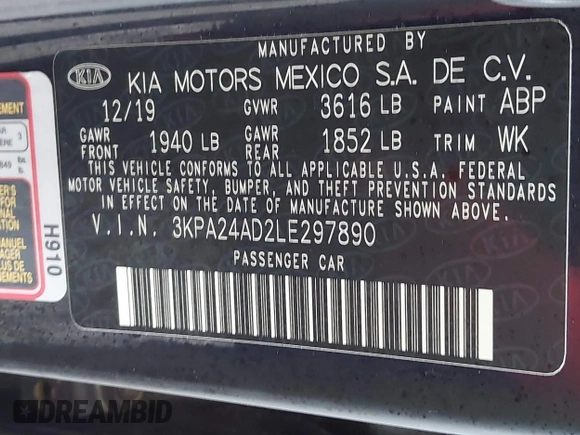 MANUFACTURED BY
KIA KIA MOTORS MEXICO S.A. DE C.V.
12/19 GVWR 3616 LB PAINT ABP
GAWR FRONT 1940 LB GAWR REAR 1852 LB TRIM WK
THIS VEHICLE CONFORMS TO ALL APPLICABLE U.S.A. FEDERAL
MOTOR VEHICLE SAFETY, BUMPER, AND THEFT PREVENTION STANDARDS
IN EFFECT ON THE DATE OF MANUFACTURE SHOWN ABOVE.
V.I.N. 3KPA24AD2LE297890
PASSENGER CAR
H910
DREAMBID